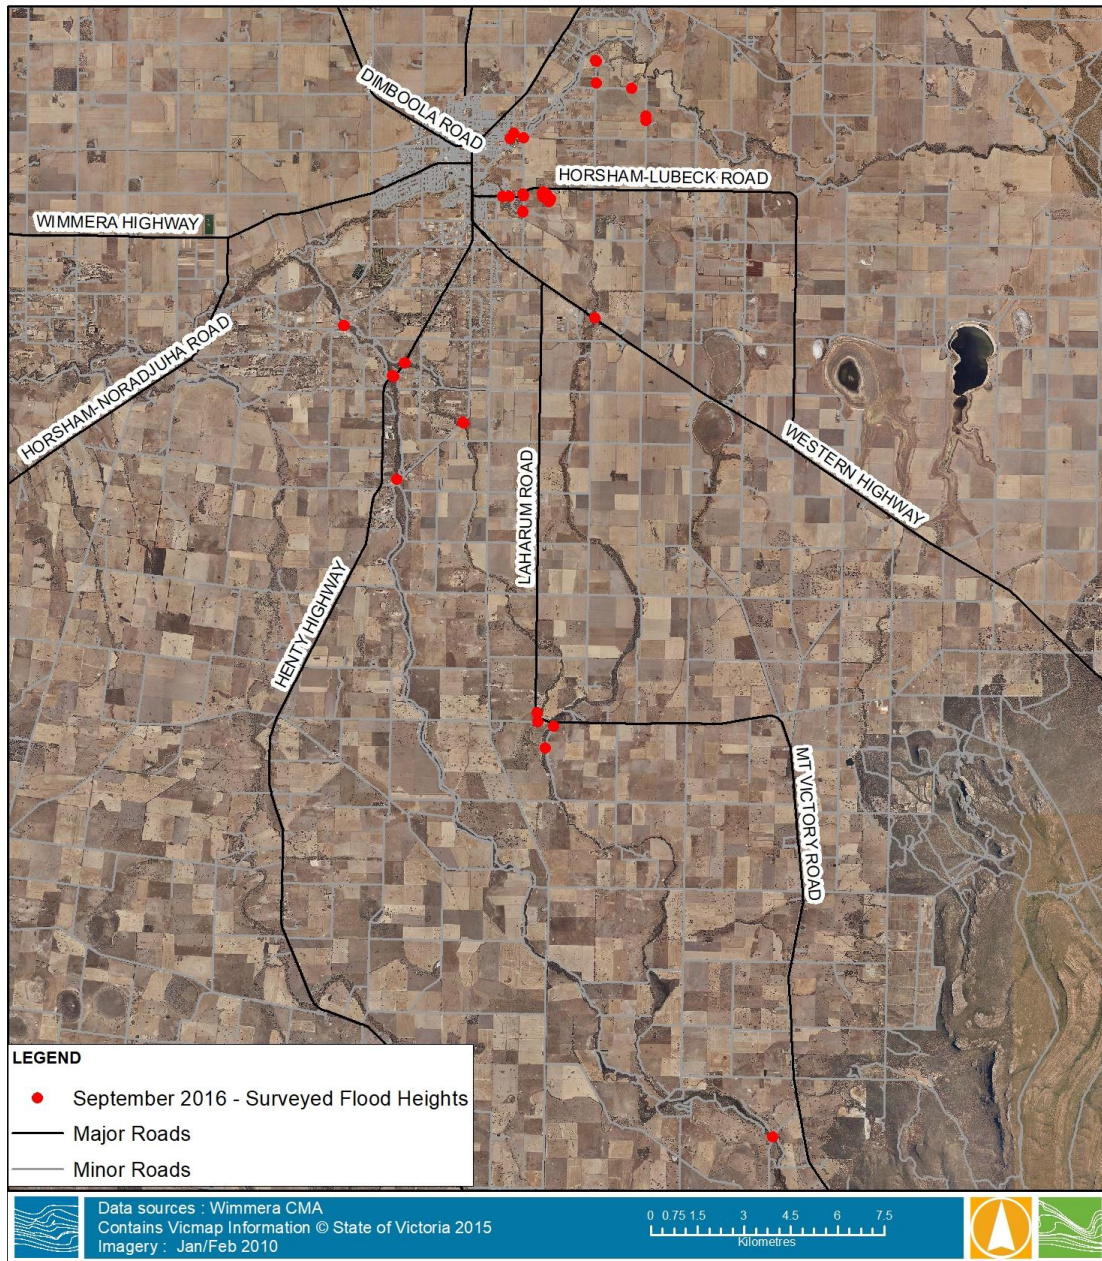 DIMBOOLA ROAD
HORSHAM-LUBECK ROAD
WIMMERA HIGHWAY
HORSHAM-NORADJUHA ROAD
WESTERN HIGHWAY
LAHARUM ROAD
HENTY HIGHWAY
MT VICTORY ROAD
LEGEND
September 2016 - Surveyed Flood Heights
Major Roads
Minor Roads
Data sources : Wimmera CMA
Contains Vicmap Information © State of Victoria 2015
Imagery : Jan/Feb 2010
0 0.75 1.5 3 4.5 6 7.5
Kilometres